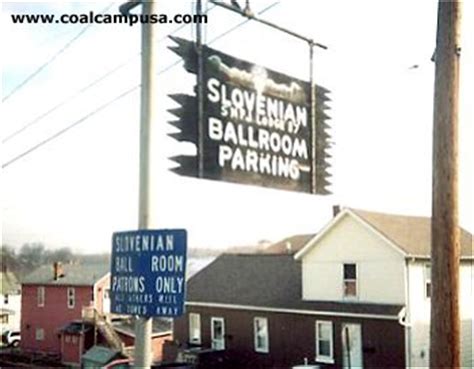 www.coalcampusa.com
SLOVENIAN
BALLROOM
PARKING
SLOVENIAN
BALL ROOM
PATRONS ONLY
ALL OTHERS WILL
BE TOWED AWAY